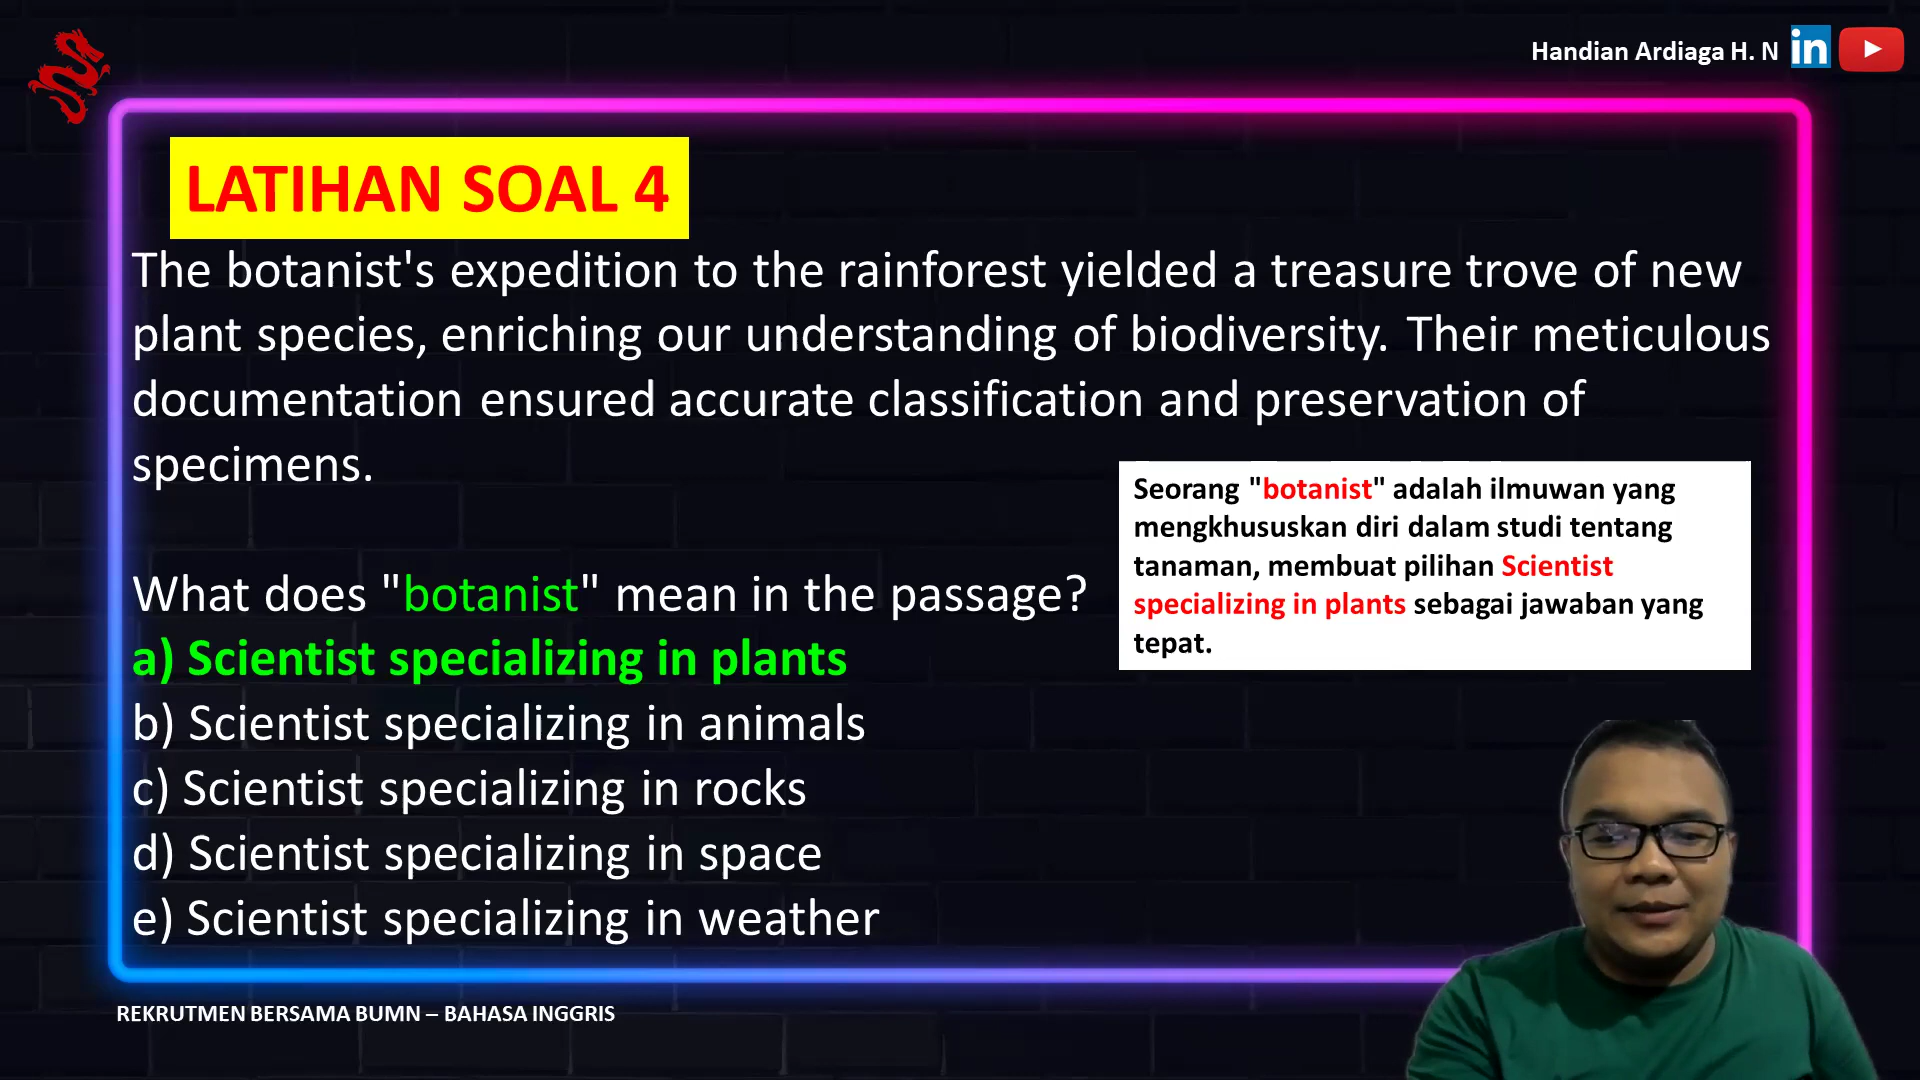 Handian Ardiaga H. N
in
LATIHAN SOAL 4
The botanist's expedition to the rainforest yielded a treasure trove of new
plant species, enriching our understanding of biodiversity. Their meticulous
documentation ensured accurate classification and preservation of
specimens.
Seorang "botanist" adalah ilmuwan yang
mengkhususkan diri dalam studi tentang
tanaman, membuat pilihan Scientist
specializing in plants sebagai jawaban yang
tepat.
What does "botanist" mean in the passage?
a) Scientist specializing in plants
b) Scientist specializing in animals
c) Scientist specializing in rocks
d) Scientist specializing in space
e) Scientist specializing in weather
REKRUTMEN BERSAMA BUMN – BAHASA INGGRIS